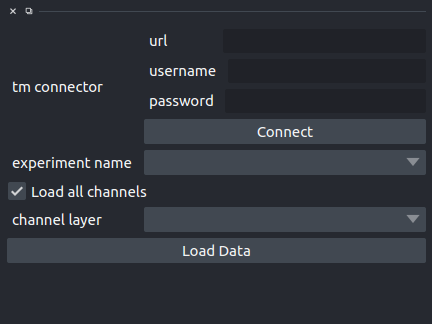 url
username
tm connector
password
Connect
experiment name
Load all channels
channel layer
Load Data